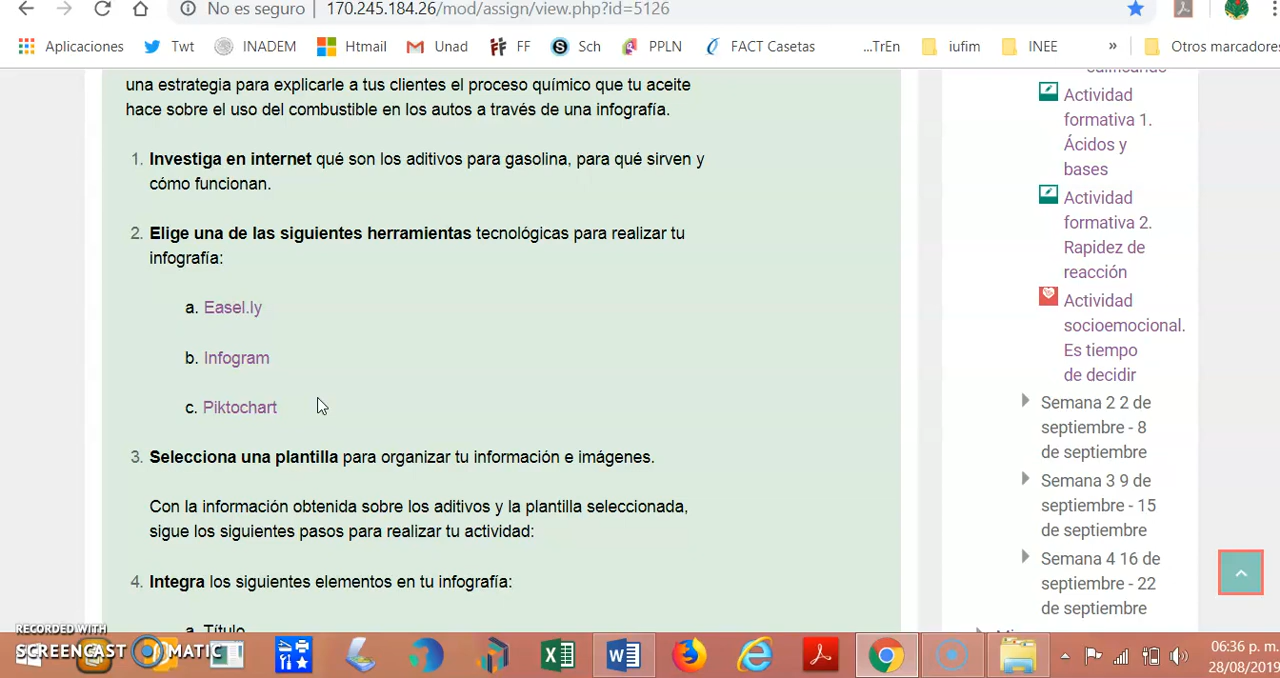 No es seguro | 170.245.184.26/mod/assign/view.php?id=5126
Aplicaciones Twt INADEM Htmail Unad FF Sch PPLN FACT Casetas ...TrEn iufim INEE » Otros marcadores
una estrategia para explicarle a tus clientes el proceso químico que tu aceite
hace sobre el uso del combustible en los autos a través de una infografía.
1. Investiga en internet qué son los aditivos para gasolina, para qué sirven y
cómo funcionan.
2. Elige una de las siguientes herramientas tecnológicas para realizar tu
infografía:
a. Easel.ly
b. Infogram
c. Piktochart
3. Selecciona una plantilla para organizar tu información e imágenes.
Con la información obtenida sobre los aditivos y la plantilla seleccionada,
sigue los siguientes pasos para realizar tu actividad:
4. Integra los siguientes elementos en tu infografía:
a. Título
calificando
Actividad
formativa 1.
Ácidos y
bases
Actividad
formativa 2.
Rapidez de
reacción
Actividad
socioemocional.
Es tiempo
de decidir
Semana 2 2 de
septiembre - 8
de septiembre
Semana 3 9 de
septiembre - 15
de septiembre
Semana 4 16 de
septiembre - 22
de septiembre
RECORDED WITH
SCREENCAST MATIC
06:36 p. m.
28/08/2019